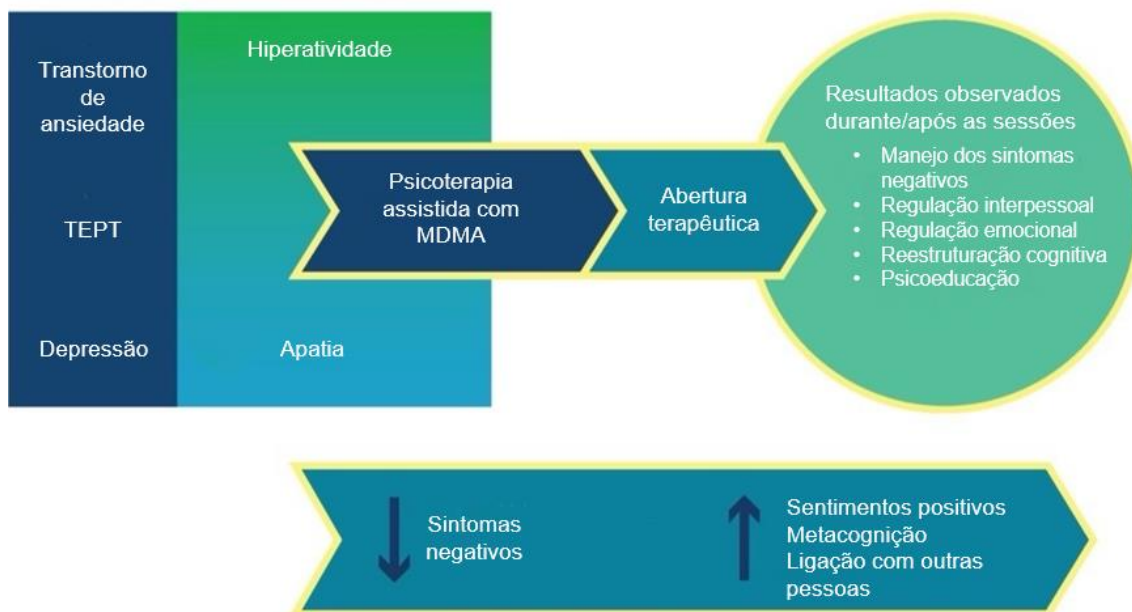 Transtorno
de
ansiedade
TEPT
Depressão
Hiperatividade
Apatia
Psicoterapia
assistida com
MDMA
Abertura
terapêutica
Resultados observados
durante/após as sessões
• Manejo dos sintomas
negativos
• Regulação interpessoal
• Regulação emocional
• Reestruturação cognitiva
• Psicoeducação
Sintomas
negativos
Sentimentos positivos
Metacognição
Ligação com outras
pessoas